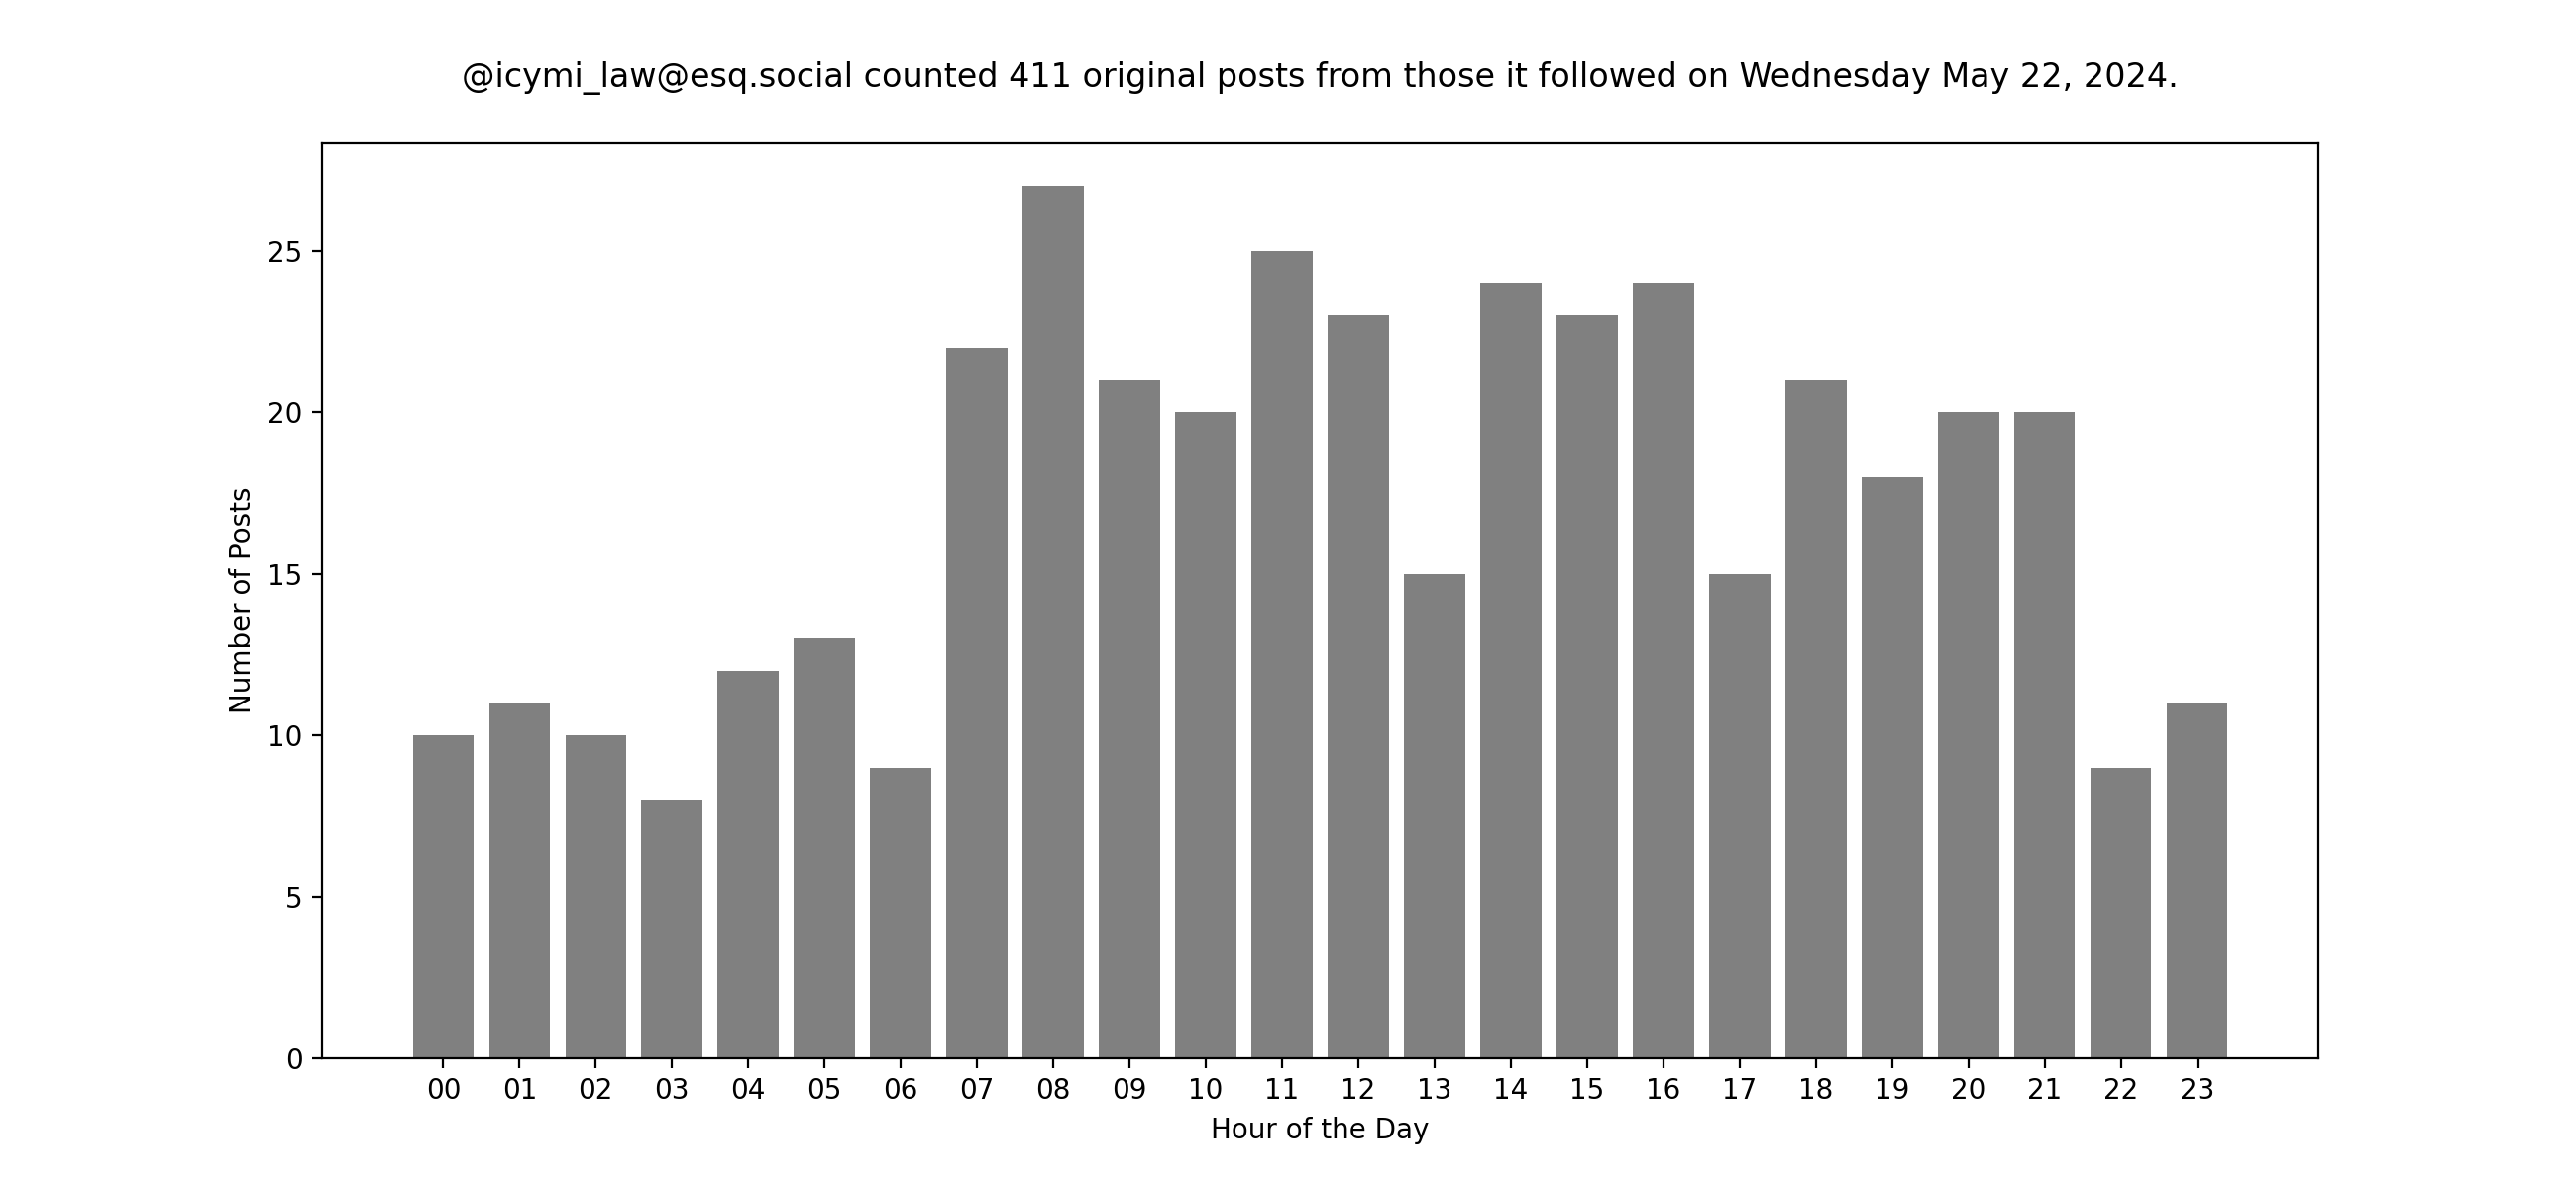 @icymi_law@esq.social counted 411 original posts from those it followed on Wednesday May 22, 2024.
Number of Posts
25
20
15
10
5
0
00 01 02 03 04 05 06 07 08 09 10 11 12 13 14 15 16 17 18 19 20 21 22 23
Hour of the Day